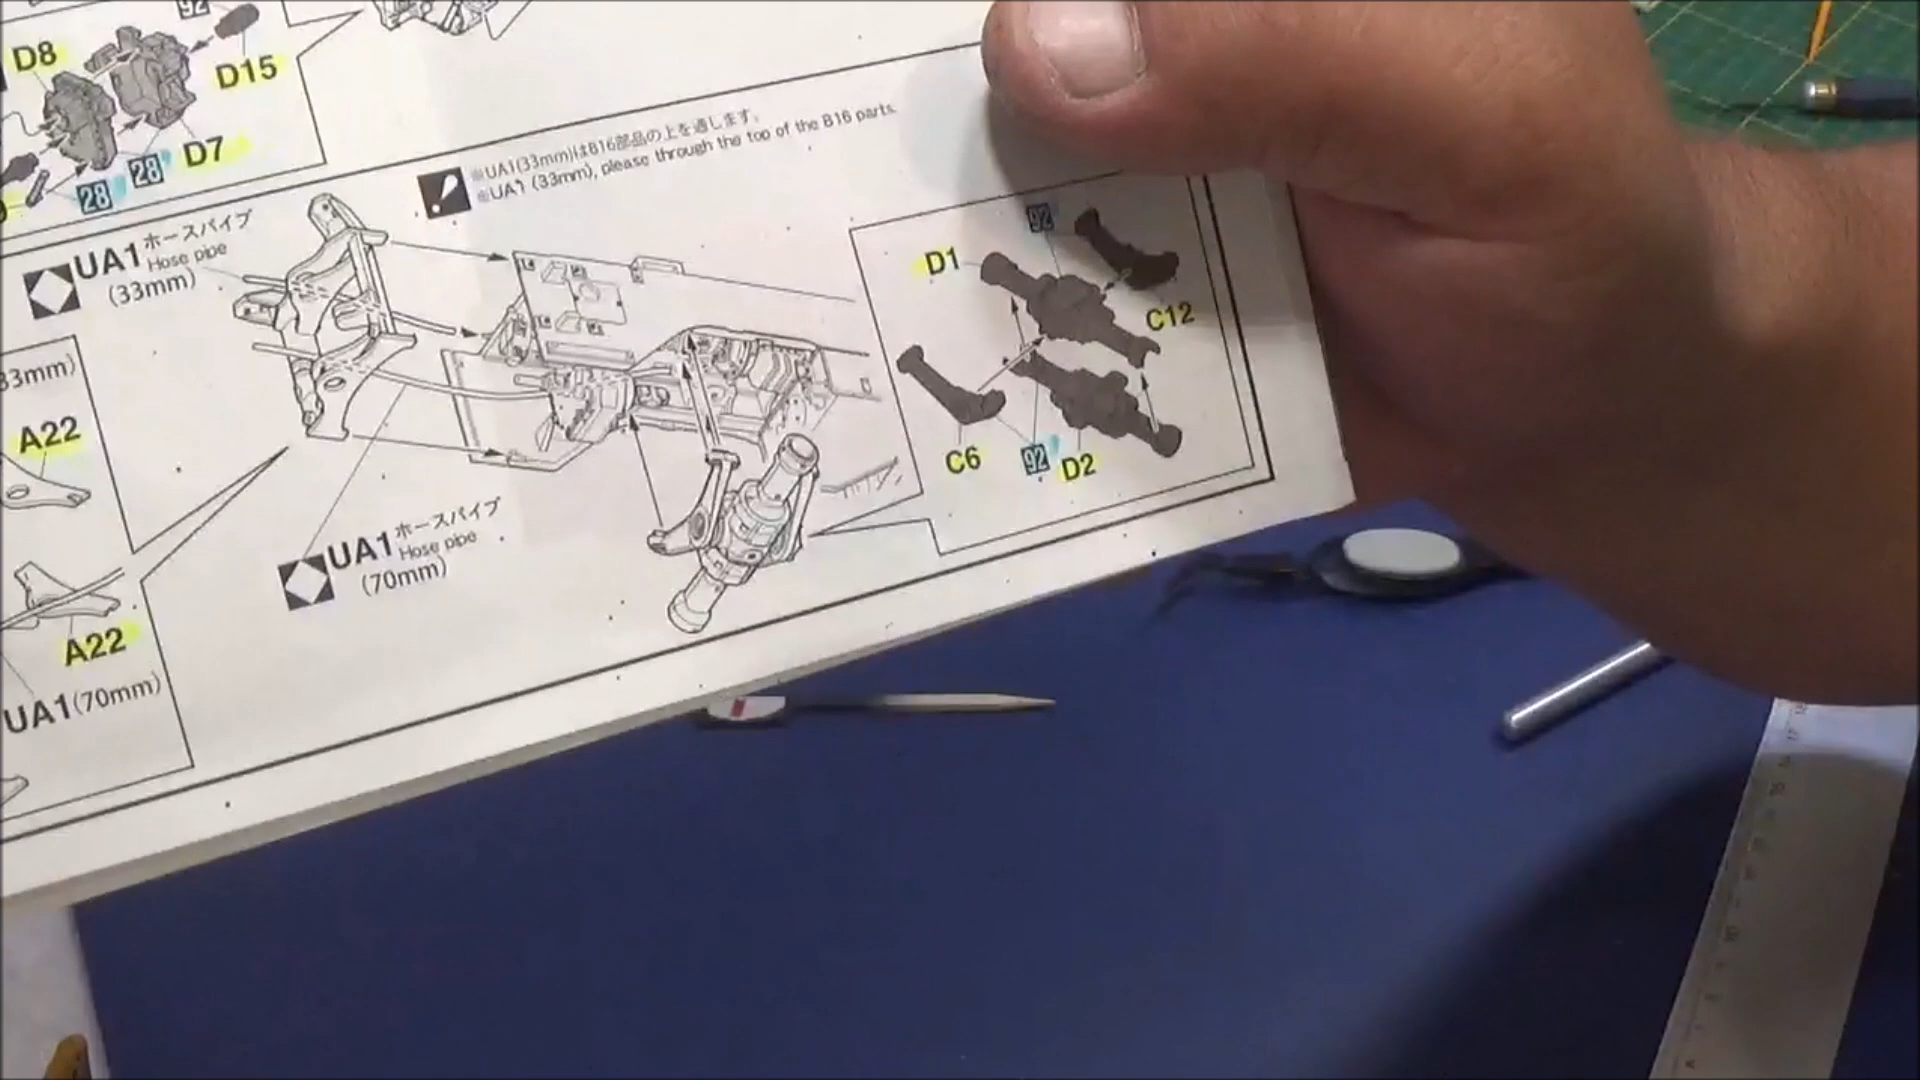 92
D8
D15
D7
28
28
※UA1(33mm)はB16部品の上を通します。
※UA1 (33mm), please through the top of the B16 parts.
UA1 ホースパイプ
Hose pipe
(33mm)
92
D1
C12
C6
92
D2
33mm)
A22
UA1 ホースパイプ
Hose pipe
(70mm)
A22
UA1(70mm)